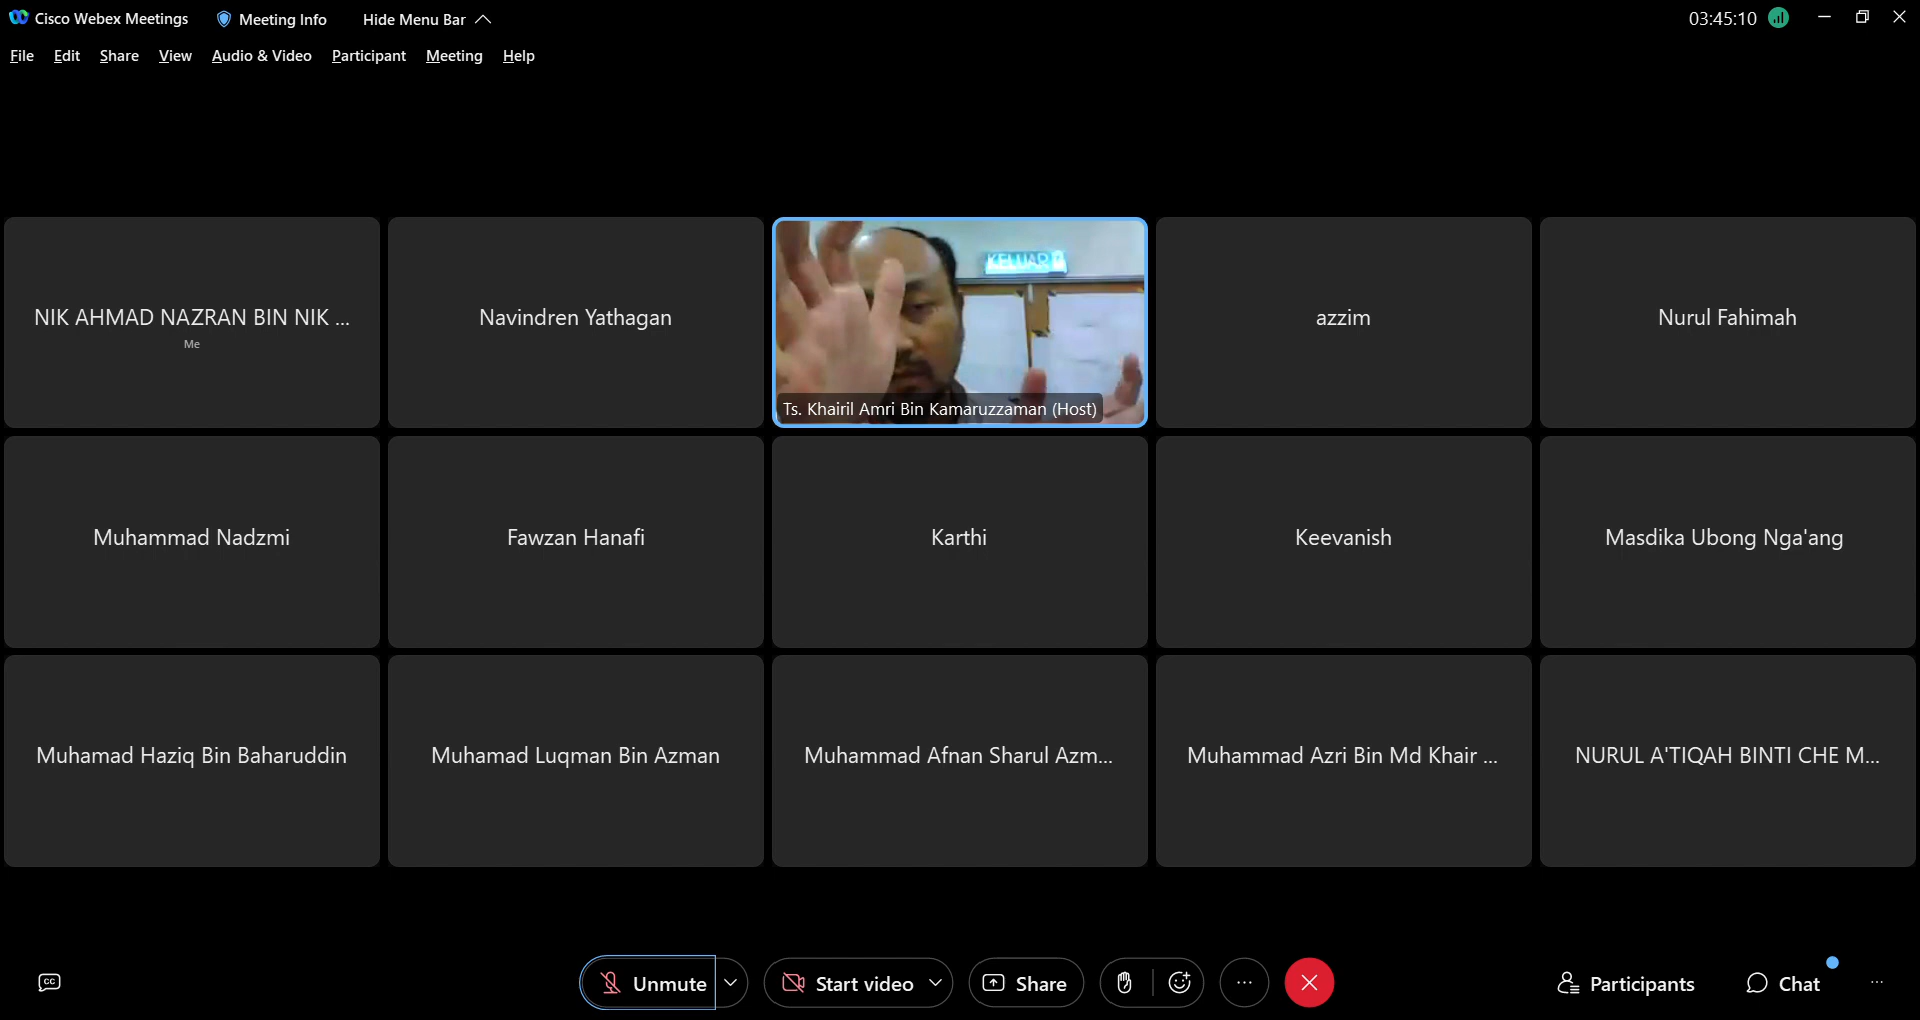 Cisco Webex Meetings
Meeting Info
Hide Menu Bar
03:45:10
File Edit Share View Audio & Video Participant Meeting Help
NIK AHMAD NAZRAN BIN NIK ...
Me
Navindren Yathagan
KELUAR
Ts. Khairil Amri Bin Kamaruzzaman (Host)
azzim
Nurul Fahimah
Muhammad Nadzmi
Fawzan Hanafi
Karthi
Keevanish
Masdika Ubong Nga'ang
Muhamad Haziq Bin Baharuddin
Muhamad Luqman Bin Azman
Muhammad Afnan Sharul Azm...
Muhammad Azri Bin Md Khair ...
NURUL A'TIQAH BINTI CHE M...
CC
Unmute
Start video
Share
Participants
Chat